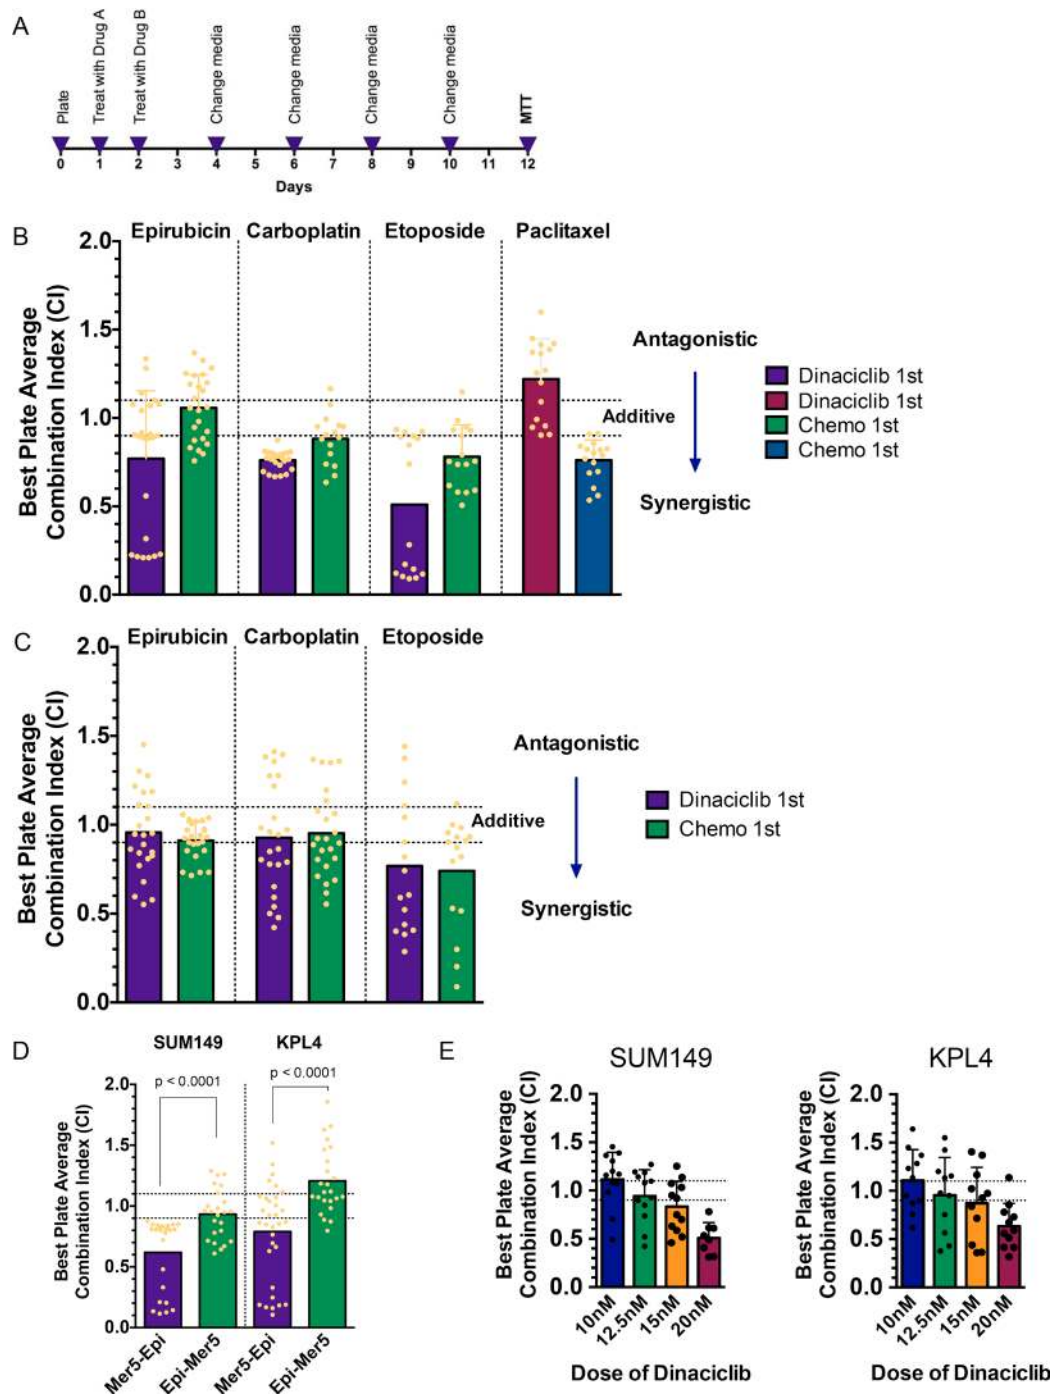 A
Plate
Treat with Drug A
Treat with Drug B
Change media
Change media
Change media
Change media
MTT
0 1 2 3 4 5 6 7 8 9 10 11 12
Days
B
Epirubicin Carboplatin Etoposide Paclitaxel
Best Plate Average
Combination Index (CI)
2.0
1.5
1.0
0.5
0.0
Antagonistic
Additive
Synergistic
Dinaciclib 1st
Dinaciclib 1st
Chemo 1st
Chemo 1st
C
Epirubicin Carboplatin Etoposide
Best Plate Average
Combination Index (CI)
2.0
1.5
1.0
0.5
0.0
Antagonistic
Additive
Synergistic
Dinaciclib 1st
Chemo 1st
D
SUM149 KPL4
p < 0.0001 p < 0.0001
Best Plate Average
Combination Index (CI)
2.0
1.5
1.0
0.5
0.0
Mer5-Epi
Epi-Mer5
Mer5-Epi
Epi-Mer5
E
SUM149
Best Plate Average
Combination Index (CI)
2.0
1.5
1.0
0.5
0.0
10nM
12.5nM
15nM
20nM
Dose of Dinaciclib
KPL4
Best Plate Average
Combination Index (CI)
2.0
1.5
1.0
0.5
0.0
10nM
12.5nM
15nM
20nM
Dose of Dinaciclib